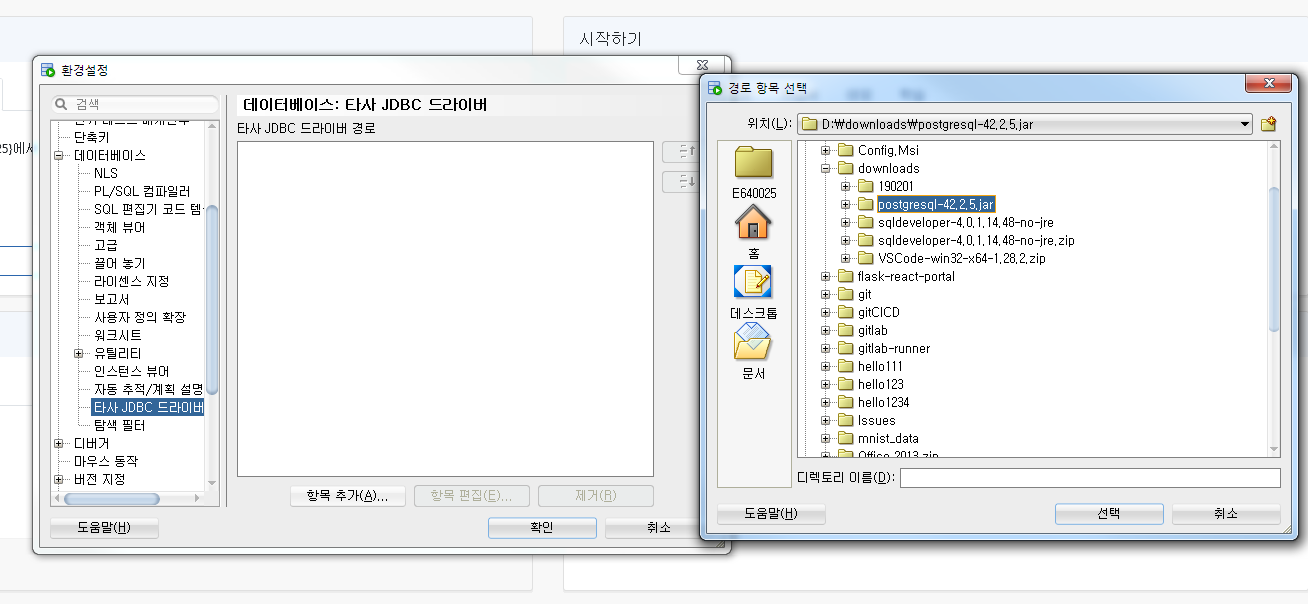 시작하기
환경설정
검색
단축키
데이터베이스
NLS
PL/SQL 컴파일러
SQL 편집기 코드 템
객체 뷰어
고급
끌어 놓기
라이센스 지정
보고서
사용자 정의 확장
워크시트
유틸리티
인스턴스 뷰어
자동 추적/계획 설명
타사 JDBC 드라이버
탐색 필터
디버거
마우스 동작
버전 지정
데이터베이스: 타사 JDBC 드라이버
타사 JDBC 드라이버 경로
항목 추가(A)...
항목 편집(E)...
제거(R)
도움말(H)
확인
취소
25}에서
경로 항목 선택
위치(L):
D:₩downloads₩postgresql-42.2.5.jar
E640025
홈
데스크톱
문서
Config.Msi
downloads
190201
postgresql-42.2.5.jar
sqldeveloper-4.0.1.14.48-no-jre
sqldeveloper-4.0.1.14.48-no-jre.zip
VSCode-win32-x64-1.28.2.zip
flask-react-portal
git
gitCICD
gitlab
gitlab-runner
hello111
hello123
hello1234
Issues
mnist_data
Office 2013.zip
디렉토리 이름(D):
도움말(H)
선택
취소